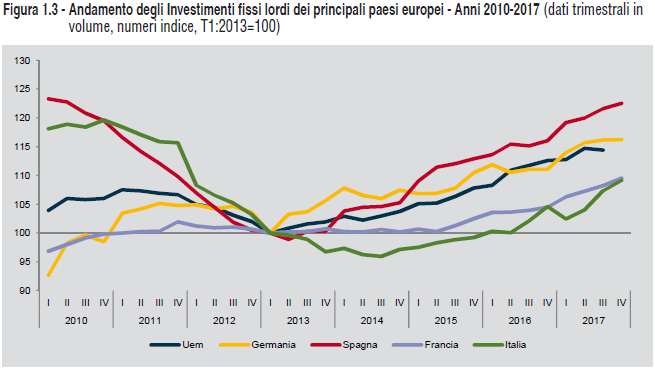 Figura 1.3 - Andamento degli Investimenti fissi lordi dei principali paesi europei - Anni 2010-2017 (dati trimestrali in
volume, numeri indice, T1:2013=100)
130
125
120
115
110
105
100
95
90
I II III IV I II III IV I II III IV I II III IV I II III IV I II III IV I II III IV I II III IV
2010 2011 2012 2013 2014 2015 2016 2017
Uem Germania Spagna Francia Italia